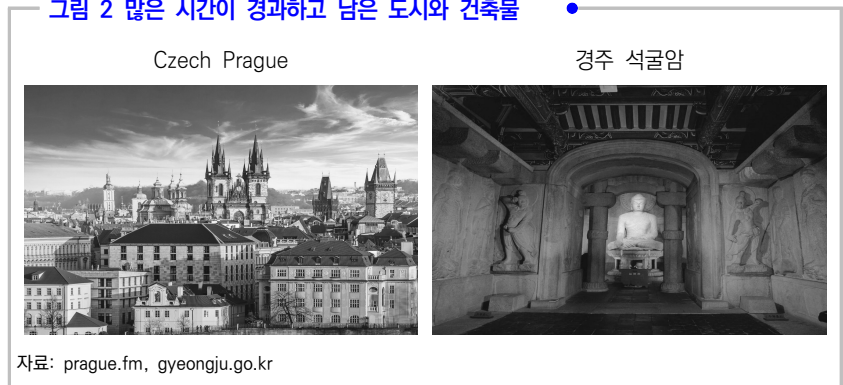 그림 2 많은 시간이 경과하고 남은 도시와 건축물
Czech Prague
경주 석굴암
자료: prague.fm, gyeongju.go.kr